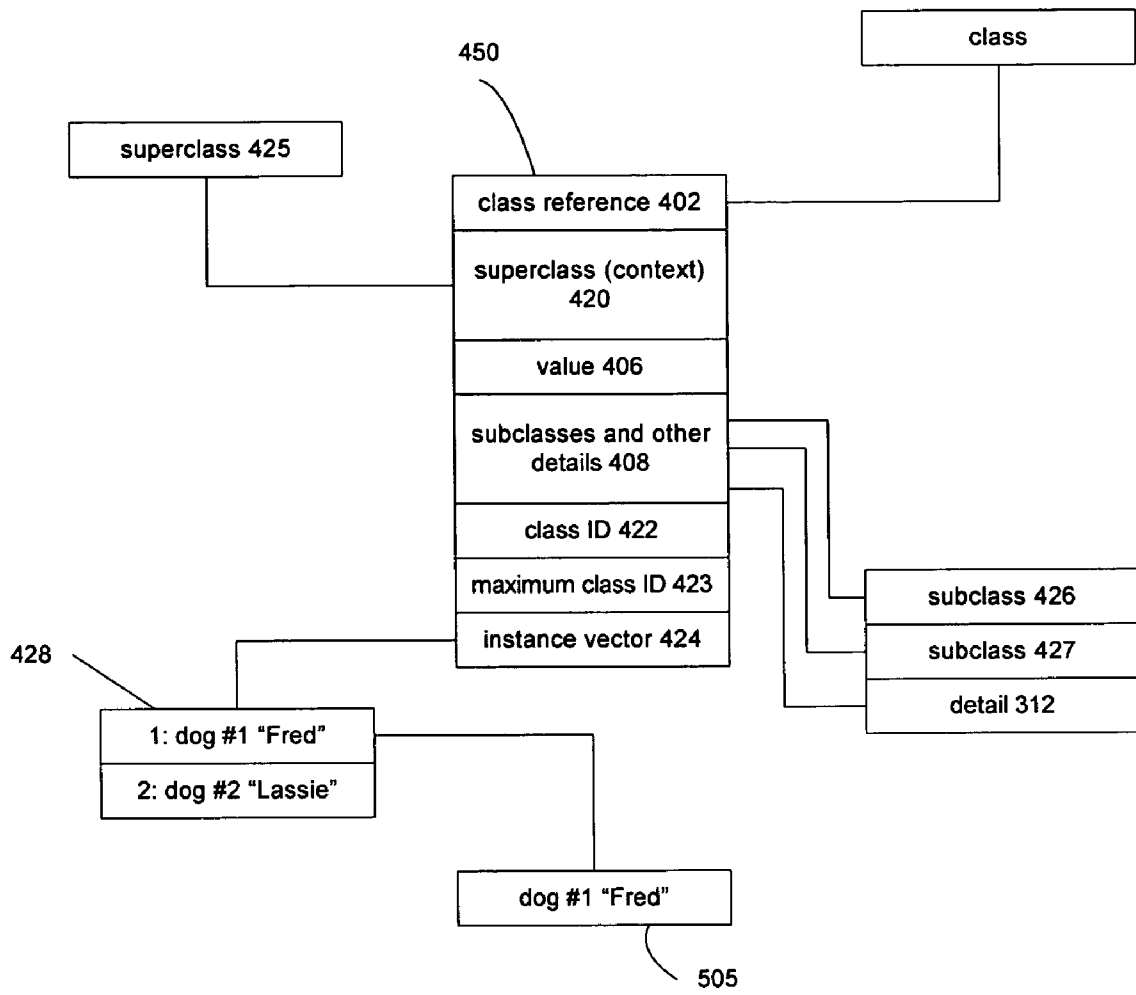 class
450
superclass 425
class reference 402
superclass (context)
420
value 406
subclasses and other
details 408
class ID 422
maximum class ID 423
instance vector 424
subclass 426
subclass 427
detail 312
428
1: dog #1 “Fred”
2: dog #2 “Lassie”
dog #1 “Fred”
505